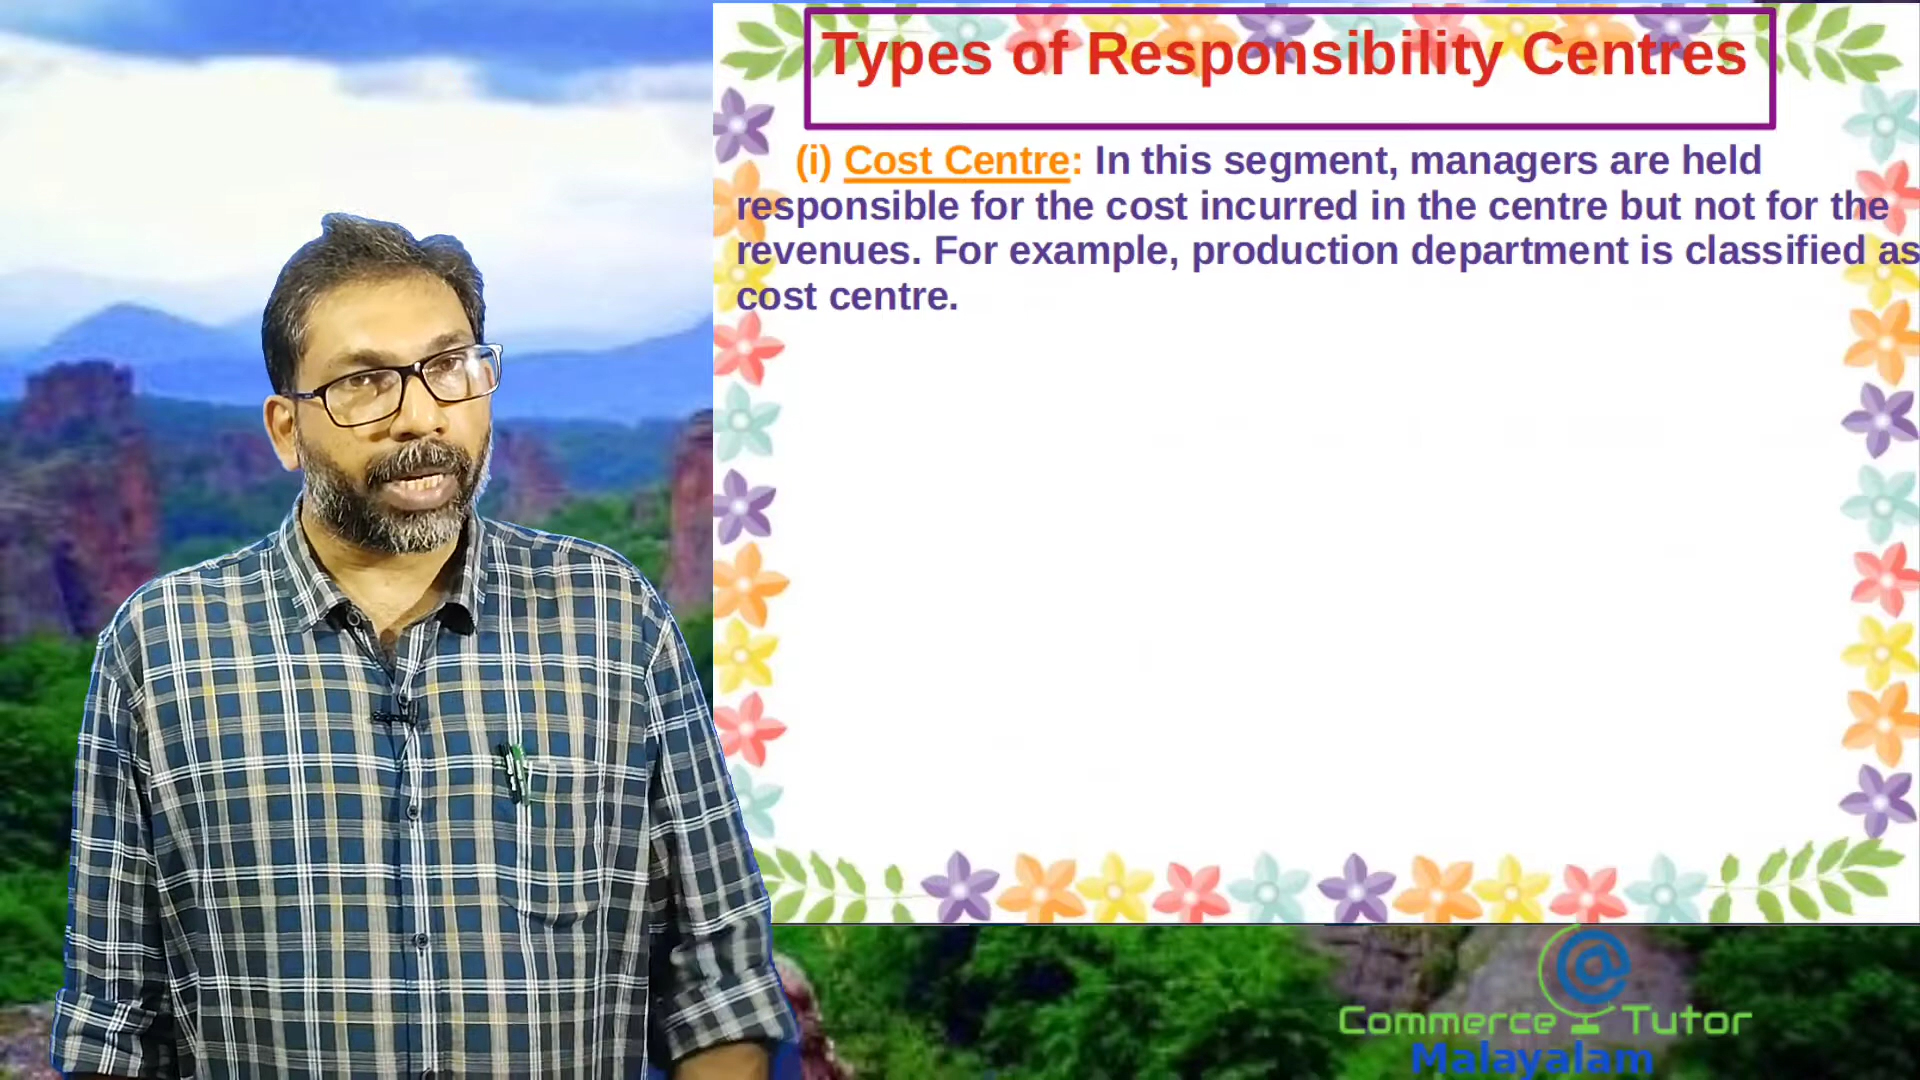 Types of Responsibility Centres
(i) Cost Centre: In this segment, managers are held
responsible for the cost incurred in the centre but not for the
revenues. For example, production department is classified as
cost centre.
@
Commerce Tutor
Malayalam